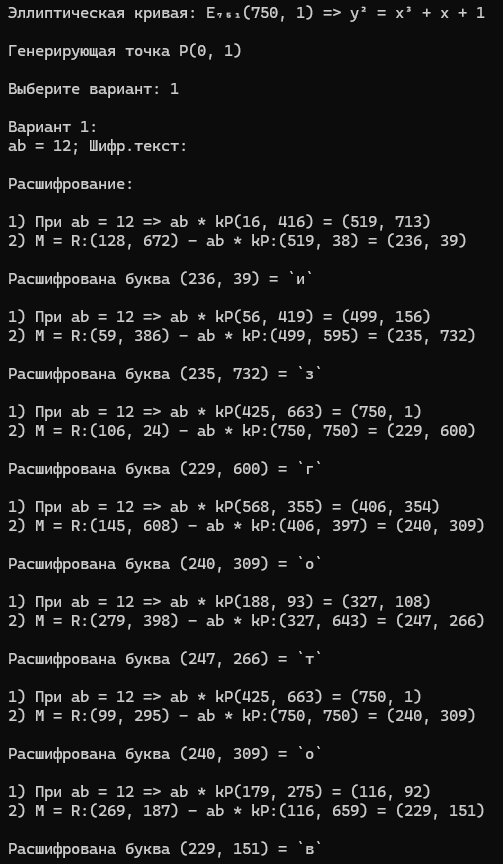 Эллиптическая кривая: E₇₅₁(750, 1) => y² = x³ + x + 1
Генерирующая точка P(0, 1)
Выберите вариант: 1
Вариант 1:
ab = 12; Шифр.текст:
Расшифрование:
1) При ab = 12 => ab * kP(16, 416) = (519, 713)
2) M = R:(128, 672) − ab * kP:(519, 38) = (236, 39)
Расшифрована буква (236, 39) = `и`
1) При ab = 12 => ab * kP(56, 419) = (499, 156)
2) M = R:(59, 386) − ab * kP:(499, 595) = (235, 732)
Расшифрована буква (235, 732) = `з`
1) При ab = 12 => ab * kP(425, 663) = (750, 1)
2) M = R:(106, 24) − ab * kP:(750, 750) = (229, 600)
Расшифрована буква (229, 600) = `г`
1) При ab = 12 => ab * kP(568, 355) = (406, 354)
2) M = R:(145, 608) − ab * kP:(406, 397) = (240, 309)
Расшифрована буква (240, 309) = `о`
1) При ab = 12 => ab * kP(188, 93) = (327, 108)
2) M = R:(279, 398) − ab * kP:(327, 643) = (247, 266)
Расшифрована буква (247, 266) = `т`
1) При ab = 12 => ab * kP(425, 663) = (750, 1)
2) M = R:(99, 295) − ab * kP:(750, 750) = (240, 309)
Расшифрована буква (240, 309) = `о`
1) При ab = 12 => ab * kP(179, 275) = (116, 92)
2) M = R:(269, 187) − ab * kP:(116, 659) = (229, 151)
Расшифрована буква (229, 151) = `в`